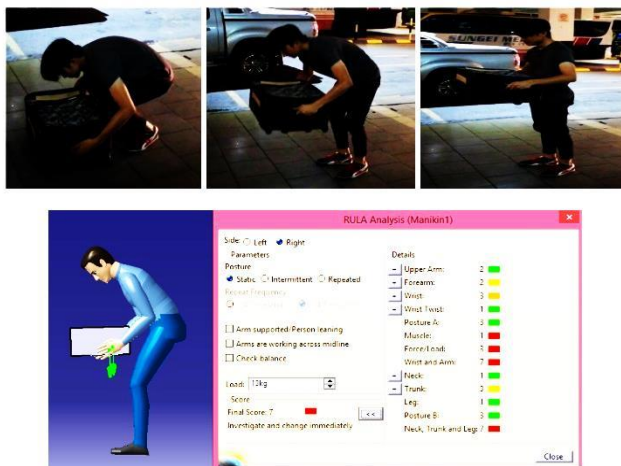 SUNGEI
RULA Analysis (Manikin1)
Side: Left Right
Parameters
Posture
Static Intermittent Repeated
Repeat Frequency
Arm supported/Person leaning
Arms are working across midline
Check balance
Load: 13kg
Score
Final Score: 7
<<
Investigate and change immediately
Details
Upper Arm: 2
Forearm: 2
Wrist: 3
Wrist Twist: 1
Posture A: 3
Muscle: 1
Force/Load: 3
Wrist and Arm: 7
Neck: 1
Trunk: 3
Leg: 1
Posture B: 3
Neck, Trunk and Leg: 7
Close